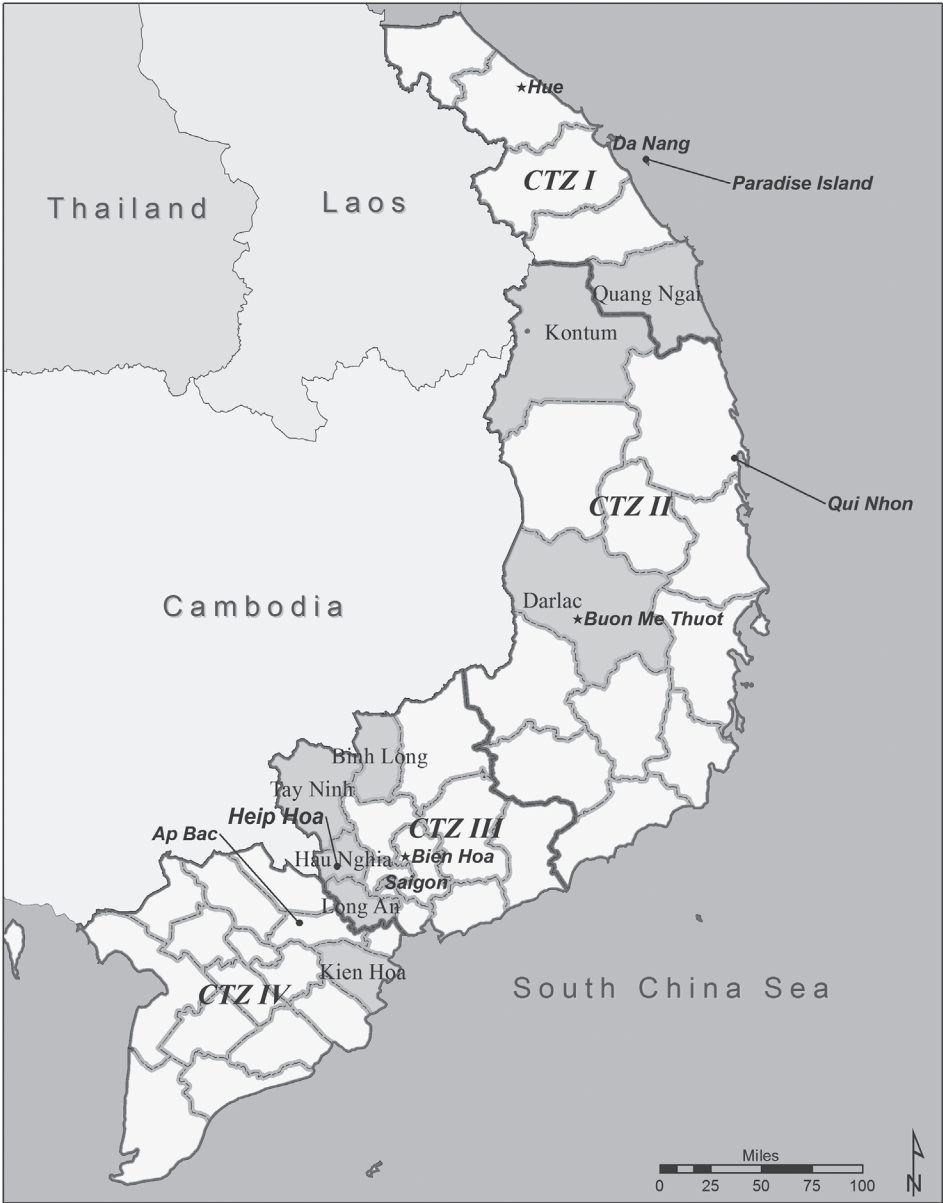 Hue
Da Nang
Paradise Island
CTZ I
Thailand
Laos
Quang Ngai
Kontum
CTZ II
Qui Nhon
Cambodia
Darlac
Buon Me Thuot
Binh Long
Tay Ninh
Heip Hoa
Ap Bac
CTZ III
Hau Nghia
Bien Hoa
Saigon
Long An
Kien Hoa
CTZ IV
South China Sea
Miles
0 25 50 75 100
N